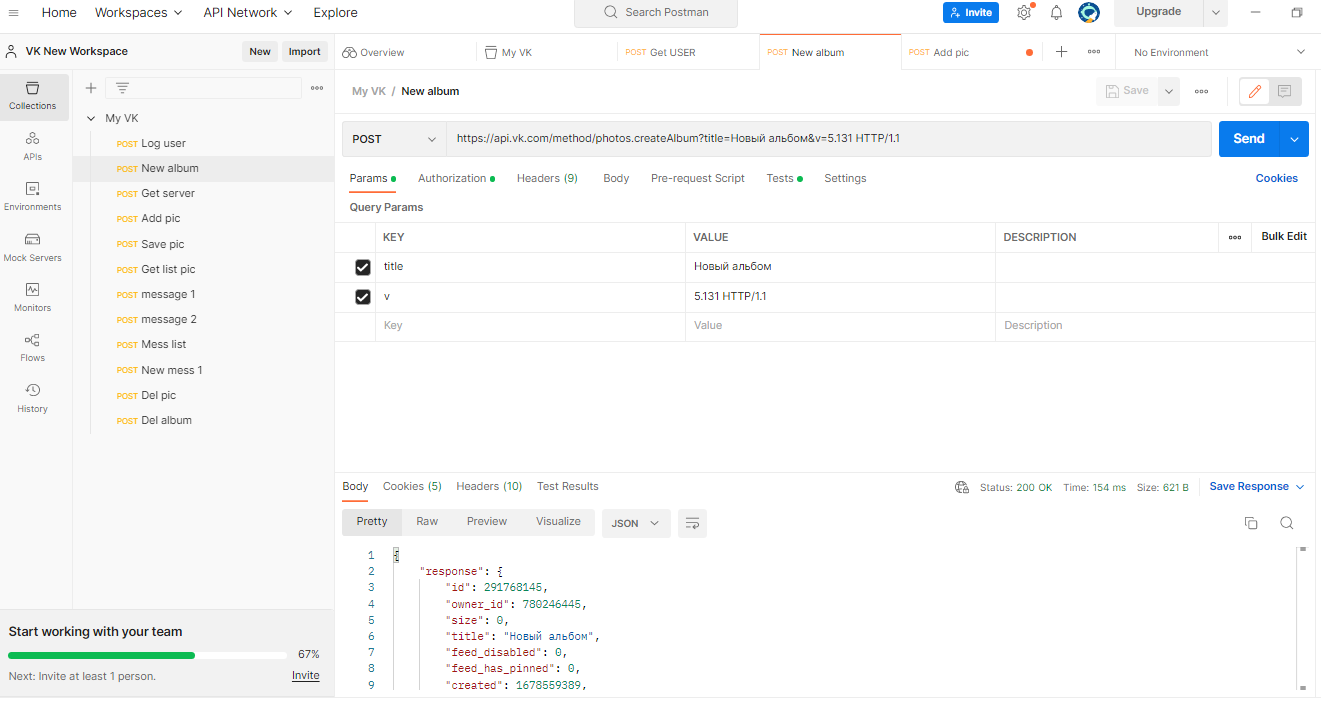 Home Workspaces API Network Explore Search Postman Invite Upgrade
VK New Workspace New Import Overview My VK POST Get USER POST New album POST Add pic No Environment
Collections
APIs
Environments
Mock Servers
Monitors
Flows
History
My VK
POST Log user
POST New album
POST Get server
POST Add pic
POST Save pic
POST Get list pic
POST message 1
POST message 2
POST Mess list
POST New mess 1
POST Del pic
POST Del album
Start working with your team
67%
Next: Invite at least 1 person. Invite
My VK / New album Save
POST https://api.vk.com/method/photos.createAlbum?title=Новый альбом&v=5.131 HTTP/1.1 Send
Params Authorization Headers (9) Body Pre-request Script Tests Settings Cookies
Query Params
KEY VALUE DESCRIPTION Bulk Edit
title Новый альбом
v 5.131 HTTP/1.1
Key Value Description
Body Cookies (5) Headers (10) Test Results Status: 200 OK Time: 154 ms Size: 621 B Save Response
Pretty Raw Preview Visualize JSON
1 {
2 "response": {
3 "id": 291768145,
4 "owner_id": 780246445,
5 "size": 0,
6 "title": "Новый альбом",
7 "feed_disabled": 0,
8 "feed_has_pinned": 0,
9 "created": 1678559389,